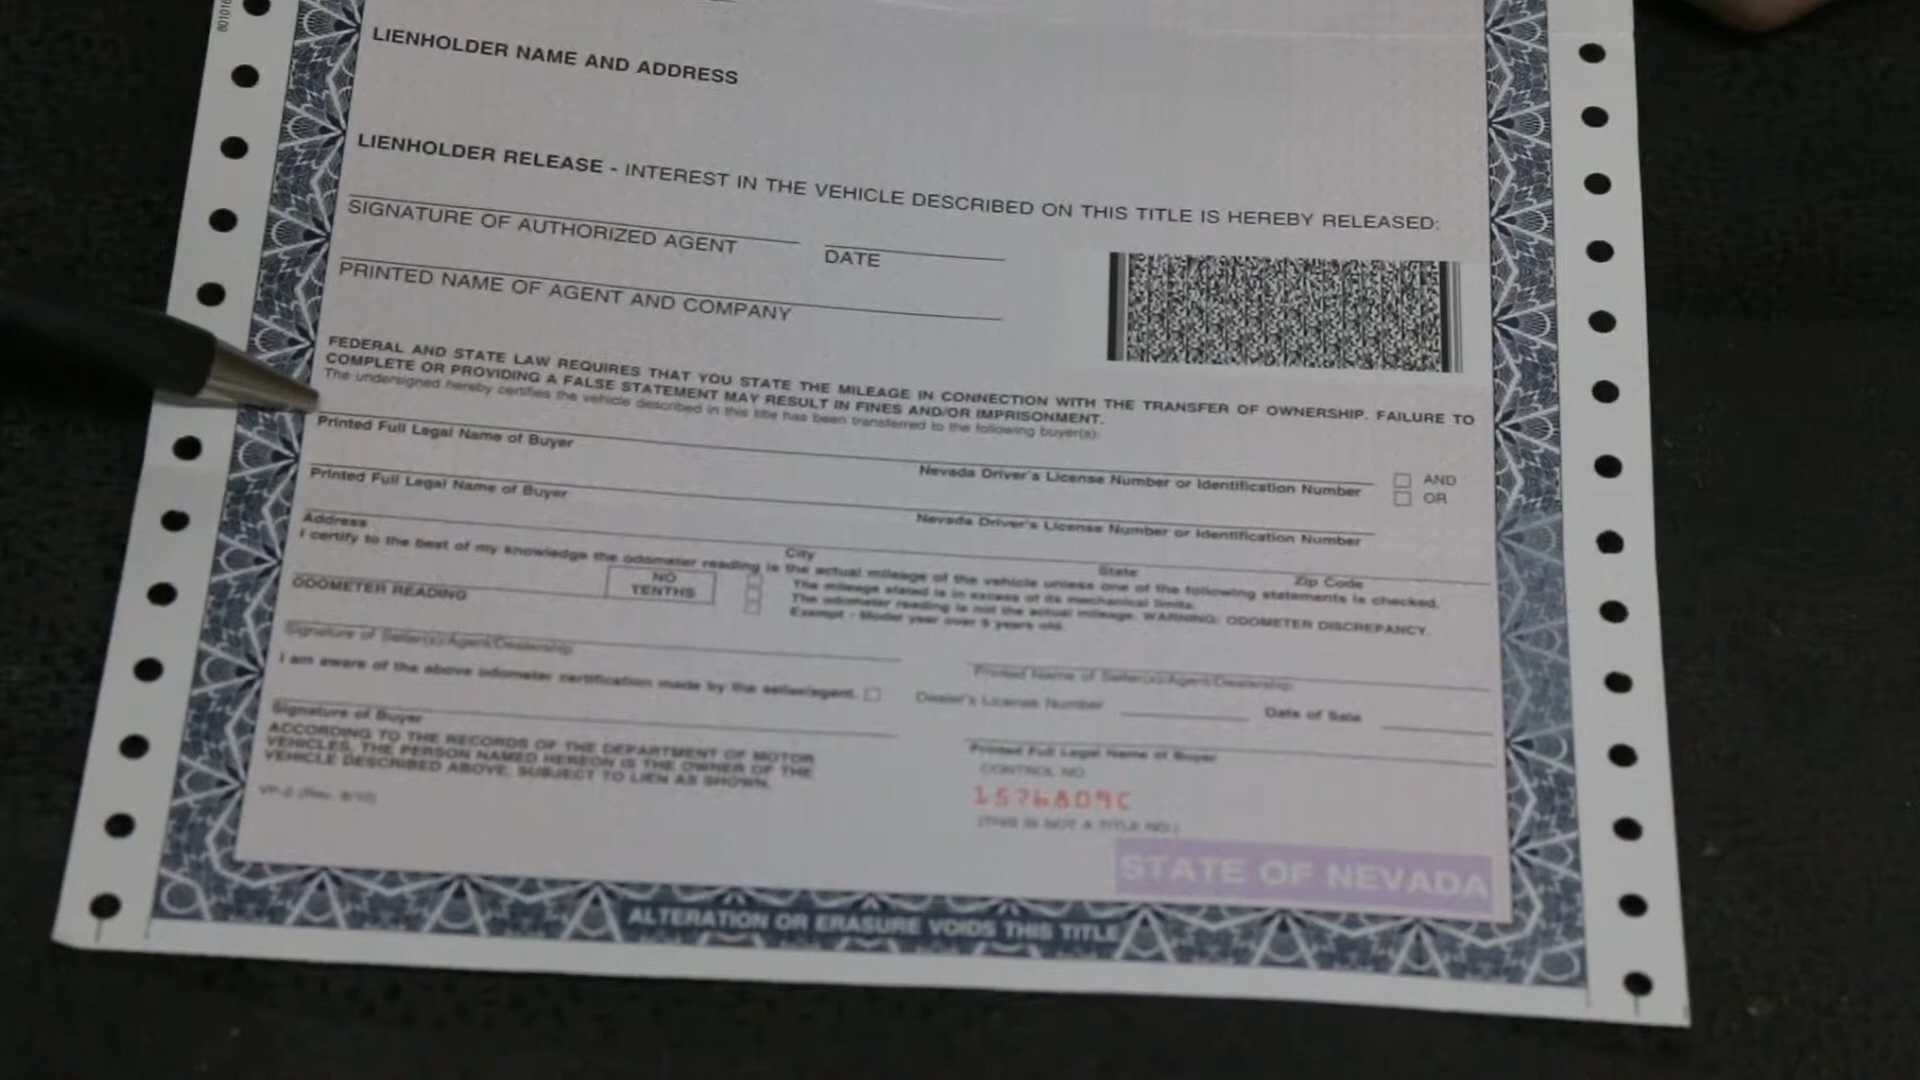 LIENHOLDER NAME AND ADDRESS
LIENHOLDER RELEASE - INTEREST IN THE VEHICLE DESCRIBED ON THIS TITLE IS HEREBY RELEASED:
SIGNATURE OF AUTHORIZED AGENT
DATE
PRINTED NAME OF AGENT AND COMPANY
FEDERAL AND STATE LAW REQUIRES THAT YOU STATE THE MILEAGE IN CONNECTION WITH THE TRANSFER OF OWNERSHIP. FAILURE TO
COMPLETE OR PROVIDING A FALSE STATEMENT MAY RESULT IN FINES AND/OR IMPRISONMENT.
The undersigned hereby certifies the vehicle described in this title has been transferred to the following buyer(s):
Printed Full Legal Name of Buyer
Nevada Driver's License Number or Identification Number
AND
OR
Printed Full Legal Name of Buyer
Nevada Driver's License Number or Identification Number
Address
City
State
Zip Code
I certify to the best of my knowledge the odometer reading is the actual mileage of the vehicle unless one of the following statements is checked.
ODOMETER READING
NO
TENTHS
The mileage stated is in excess of its mechanical limits.
The odometer reading is not the actual mileage. WARNING: ODOMETER DISCREPANCY.
Exempt - Model year over 9 years old.
Signature of Seller(s)/Agent/Dealership
Printed Name of Seller(s)/Agent/Dealership
I am aware of the above odometer certification made by the seller/agent.
Dealer's License Number
Date of Sale
Signature of Buyer
Printed Full Legal Name of Buyer
ACCORDING TO THE RECORDS OF THE DEPARTMENT OF MOTOR
VEHICLES, THE PERSON NAMED HEREON IS THE OWNER OF THE
VEHICLE DESCRIBED ABOVE, SUBJECT TO LIEN AS SHOWN.
CONTROL NO.
1576809C
(THIS IS NOT A TITLE NO.)
STATE OF NEVADA
ALTERATION OR ERASURE VOIDS THIS TITLE